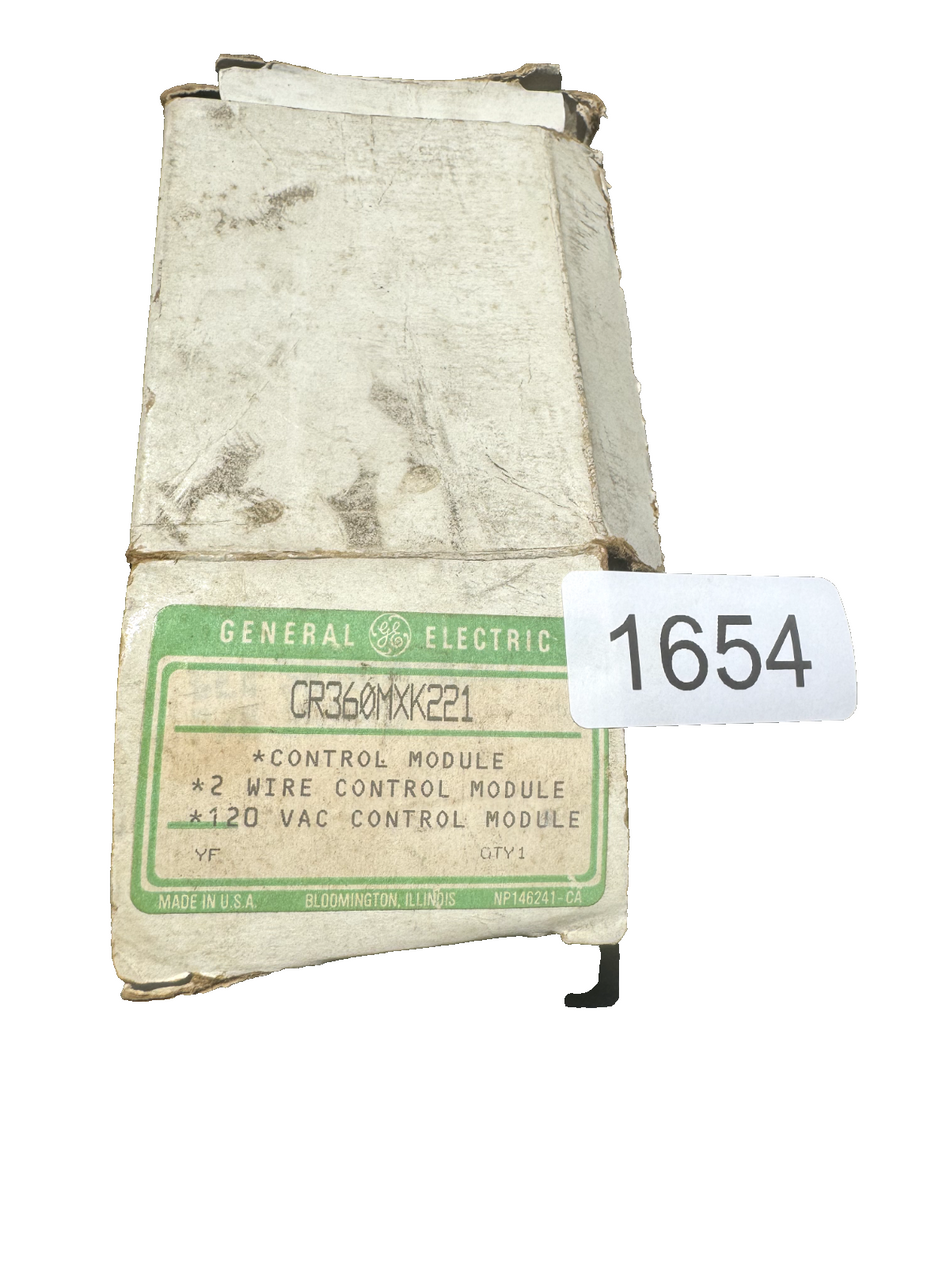 GENERAL GE ELECTRIC
1654
CR360MXK221
*CONTROL MODULE
*2 WIRE CONTROL MODULE
*120 VAC CONTROL MODULE
YF QTY1
MADE IN U.S.A. BLOOMINGTON, ILLINOIS NP146241-CA